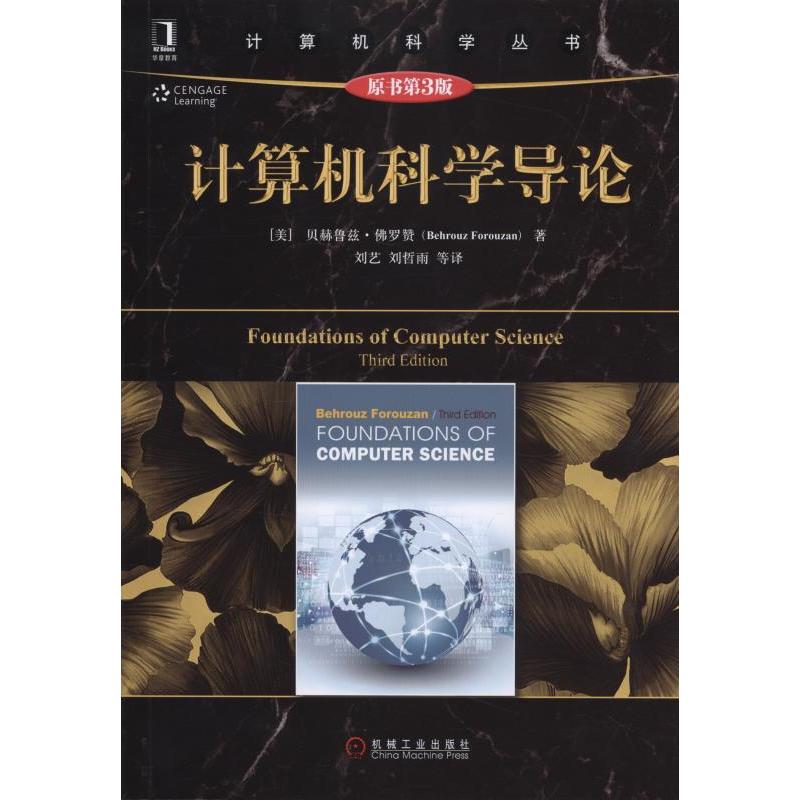 HZ Books
华章教育
计算机科学丛书
CENGAGE
Learning
原书第3版
计算机科学导论
[美] 贝赫鲁兹·佛罗赞 (Behrouz Forouzan) 著
刘艺 刘哲雨 等译
Foundations of Computer Science
Third Edition
Behrouz Forouzan / Third Edition
FOUNDATIONS OF
COMPUTER SCIENCE
机械工业出版社
China Machine Press